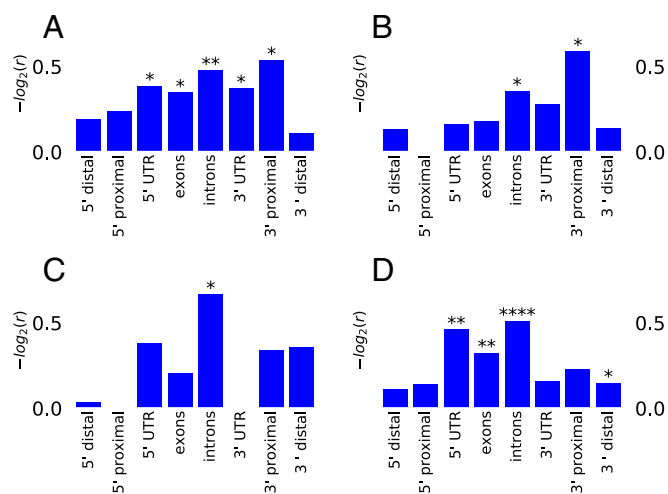 A
−log₂(r)
0.5
0.0
* * ** * *
5' distal
5' proximal
5' UTR
exons
introns
3' UTR
3' proximal
3 ' distal
B
−log₂(r)
0.5
0.0
* *
5' distal
5' proximal
5' UTR
exons
introns
3' UTR
3' proximal
3 ' distal
C
−log₂(r)
0.5
0.0
*
5' distal
5' proximal
5' UTR
exons
introns
3' UTR
3' proximal
3 ' distal
D
−log₂(r)
0.5
0.0
** ** **** *
5' distal
5' proximal
5' UTR
exons
introns
3' UTR
3' proximal
3 ' distal